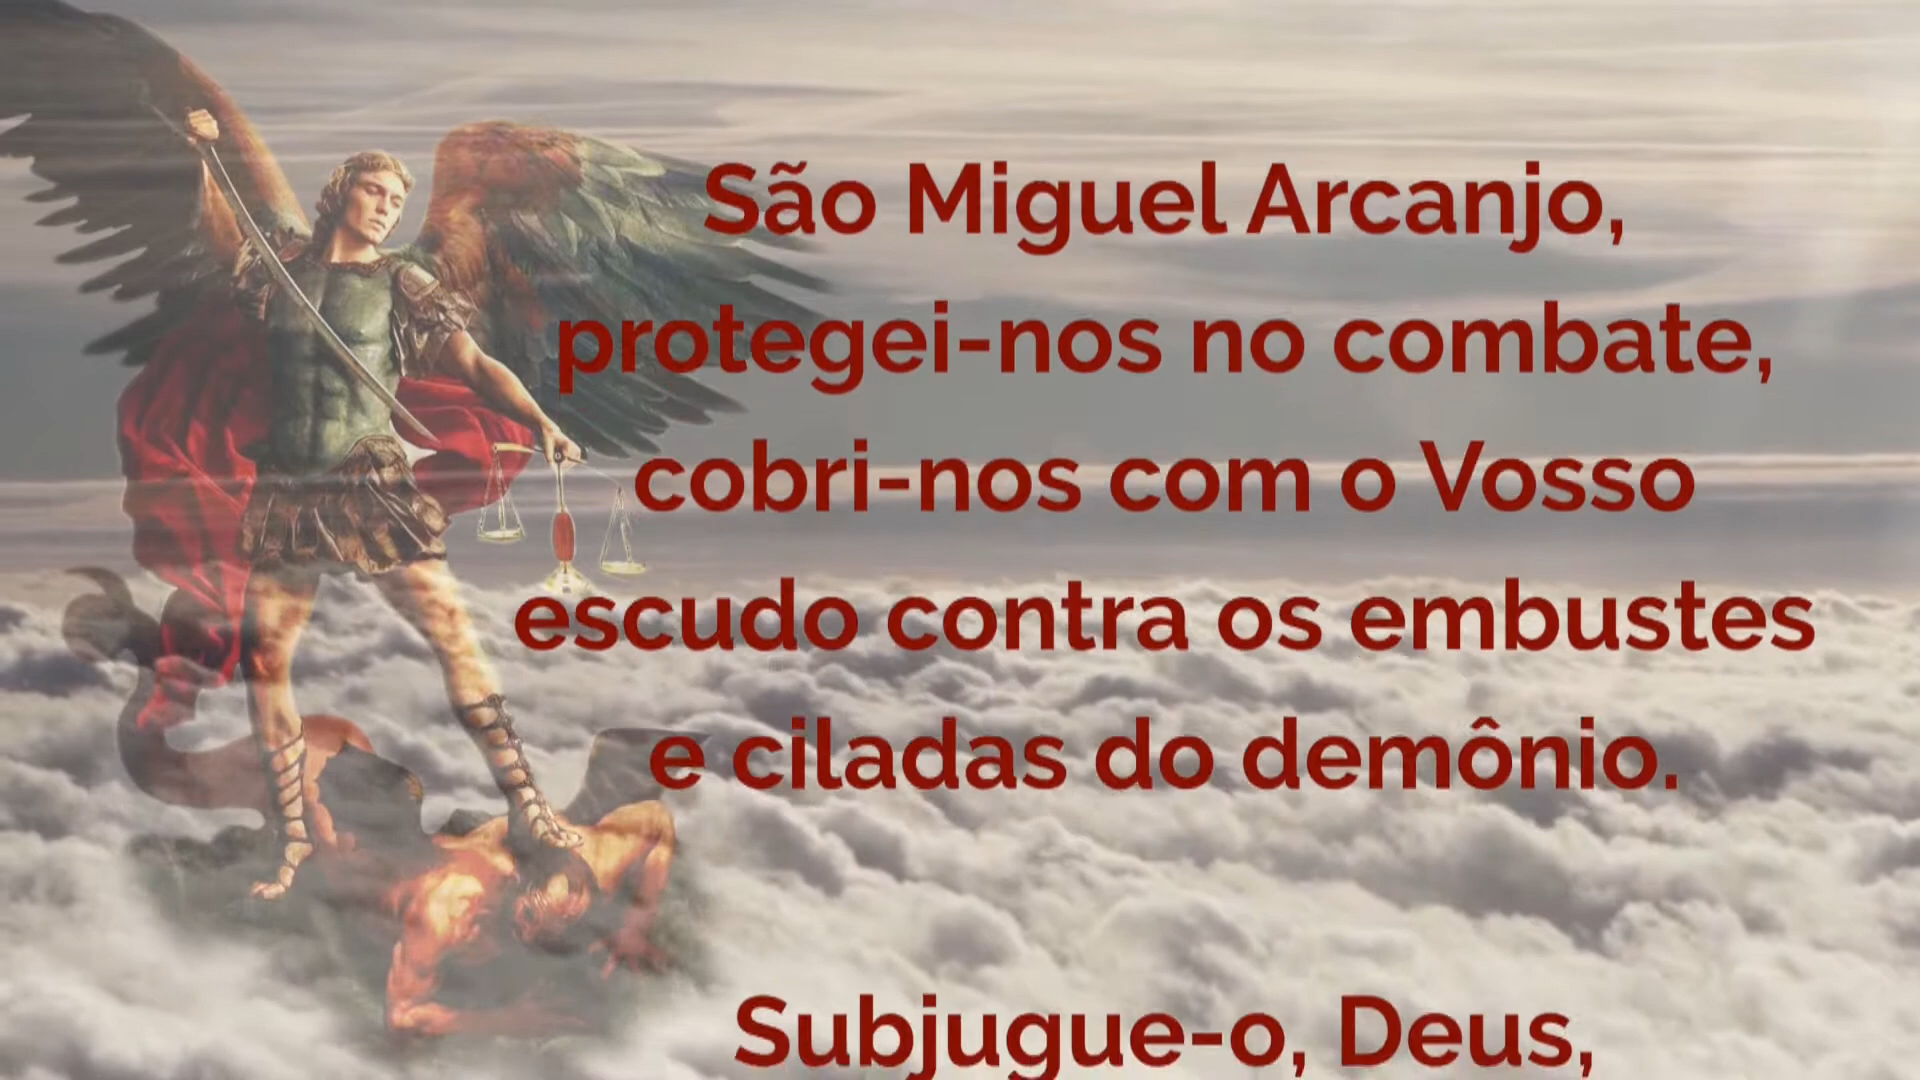 São Miguel Arcanjo,
protegei-nos no combate,
cobri-nos com o Vosso
escudo contra os embustes
e ciladas do demônio.
Subjugue-o, Deus,